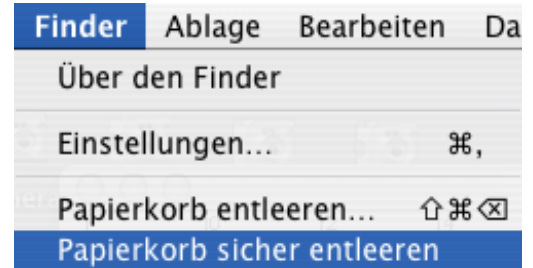 Finder Ablage Bearbeiten Da
Über den Finder
Einstellungen... ⌘,
Papierkorb entleeren... ⇧⌘⌫
Papierkorb sicher entleeren